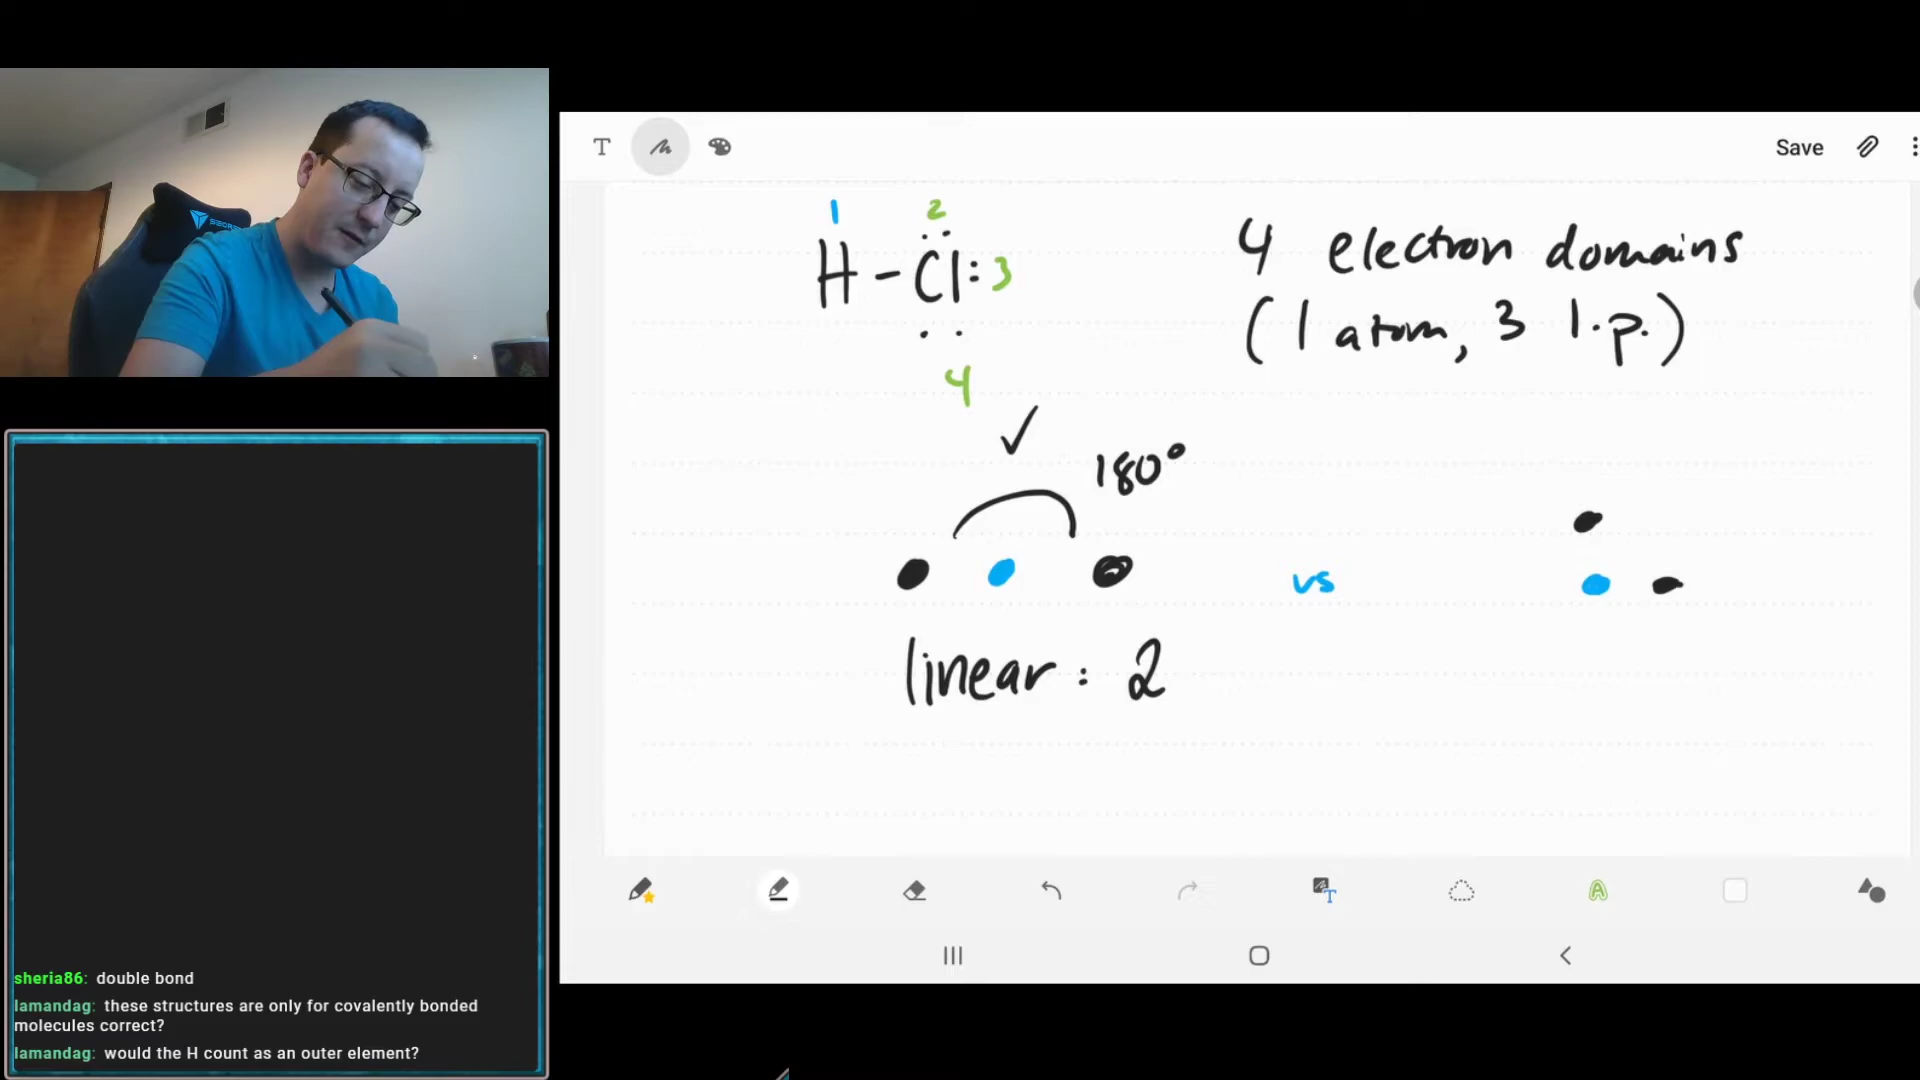 SECRE
Save
1
2
H - Cl: 3
4
4 electron domains
(1 atom, 3 l.p.)
180°
vs
linear: 2
sheria86: double bond
lamandag: these structures are only for covalently bonded
molecules correct?
lamandag: would the H count as an outer element?